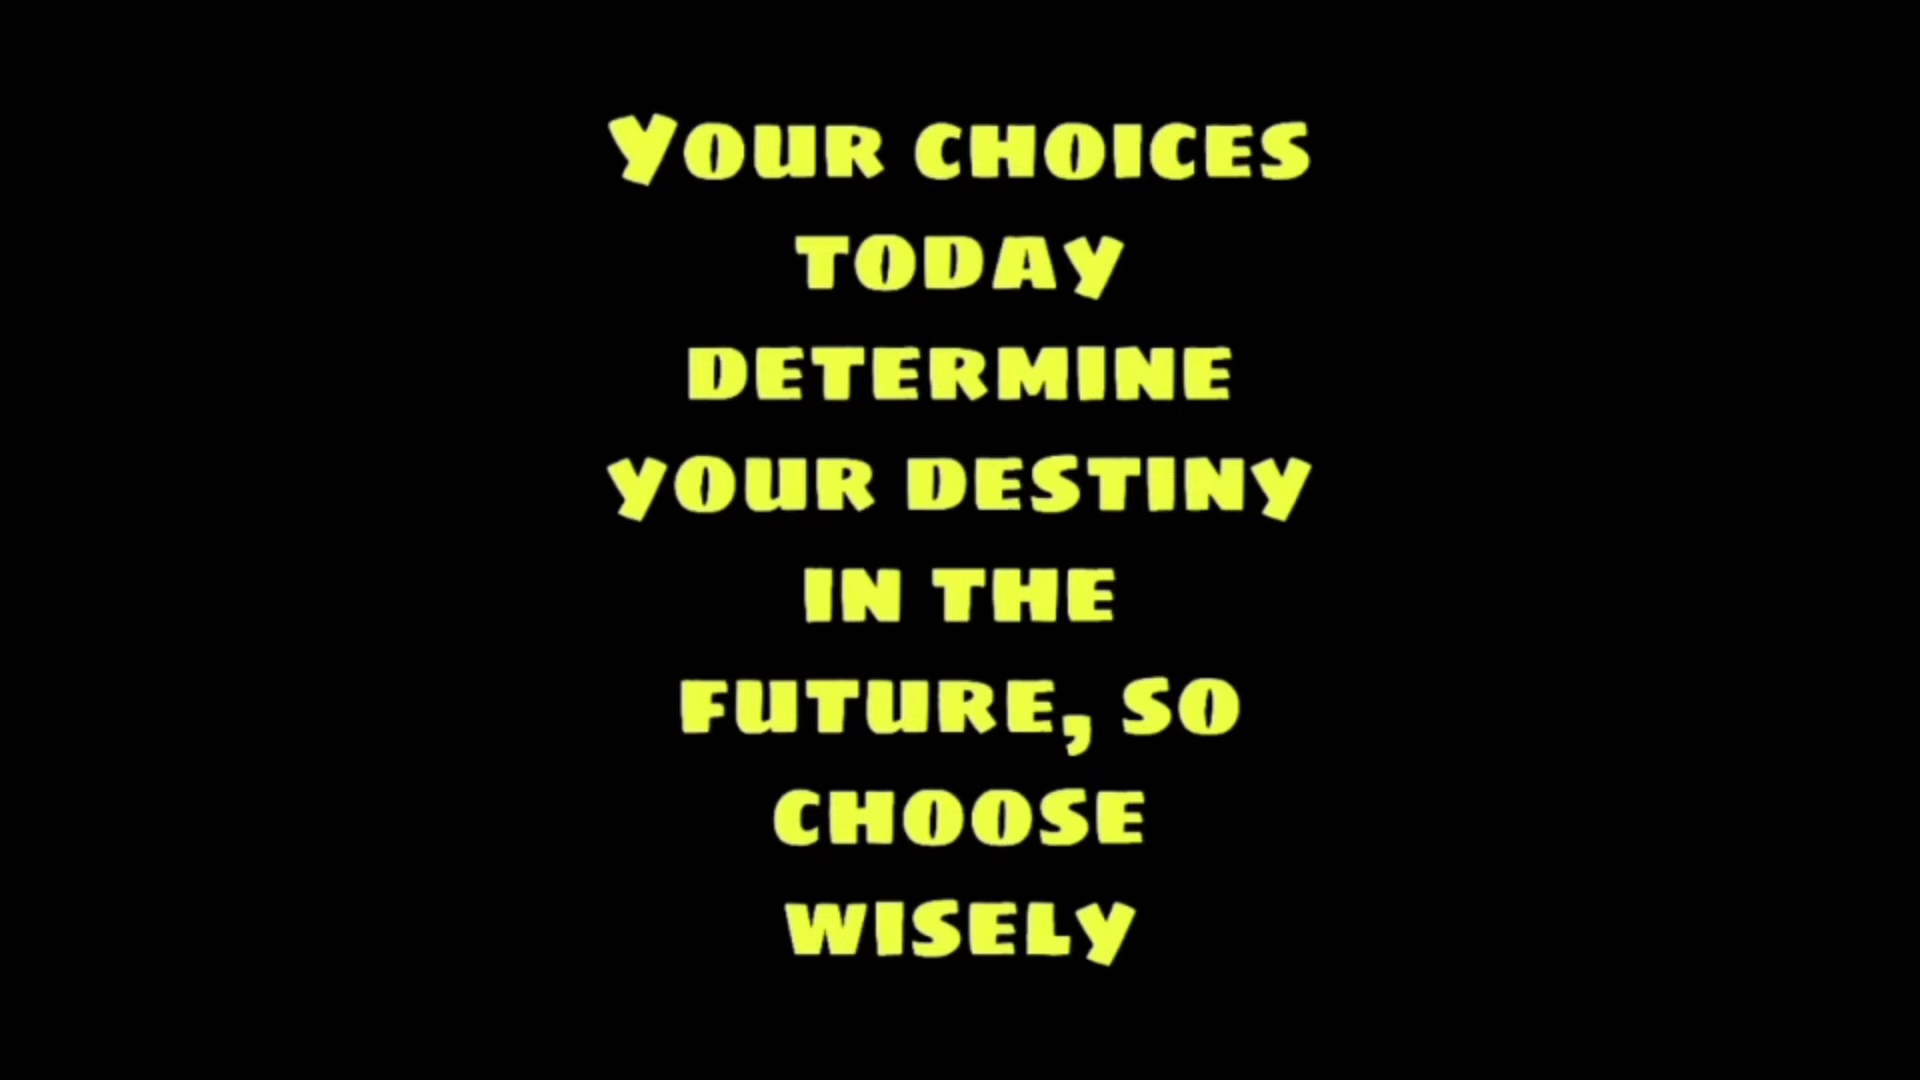 Your choices
today
determine
your destiny
in the
future, so
choose
wisely